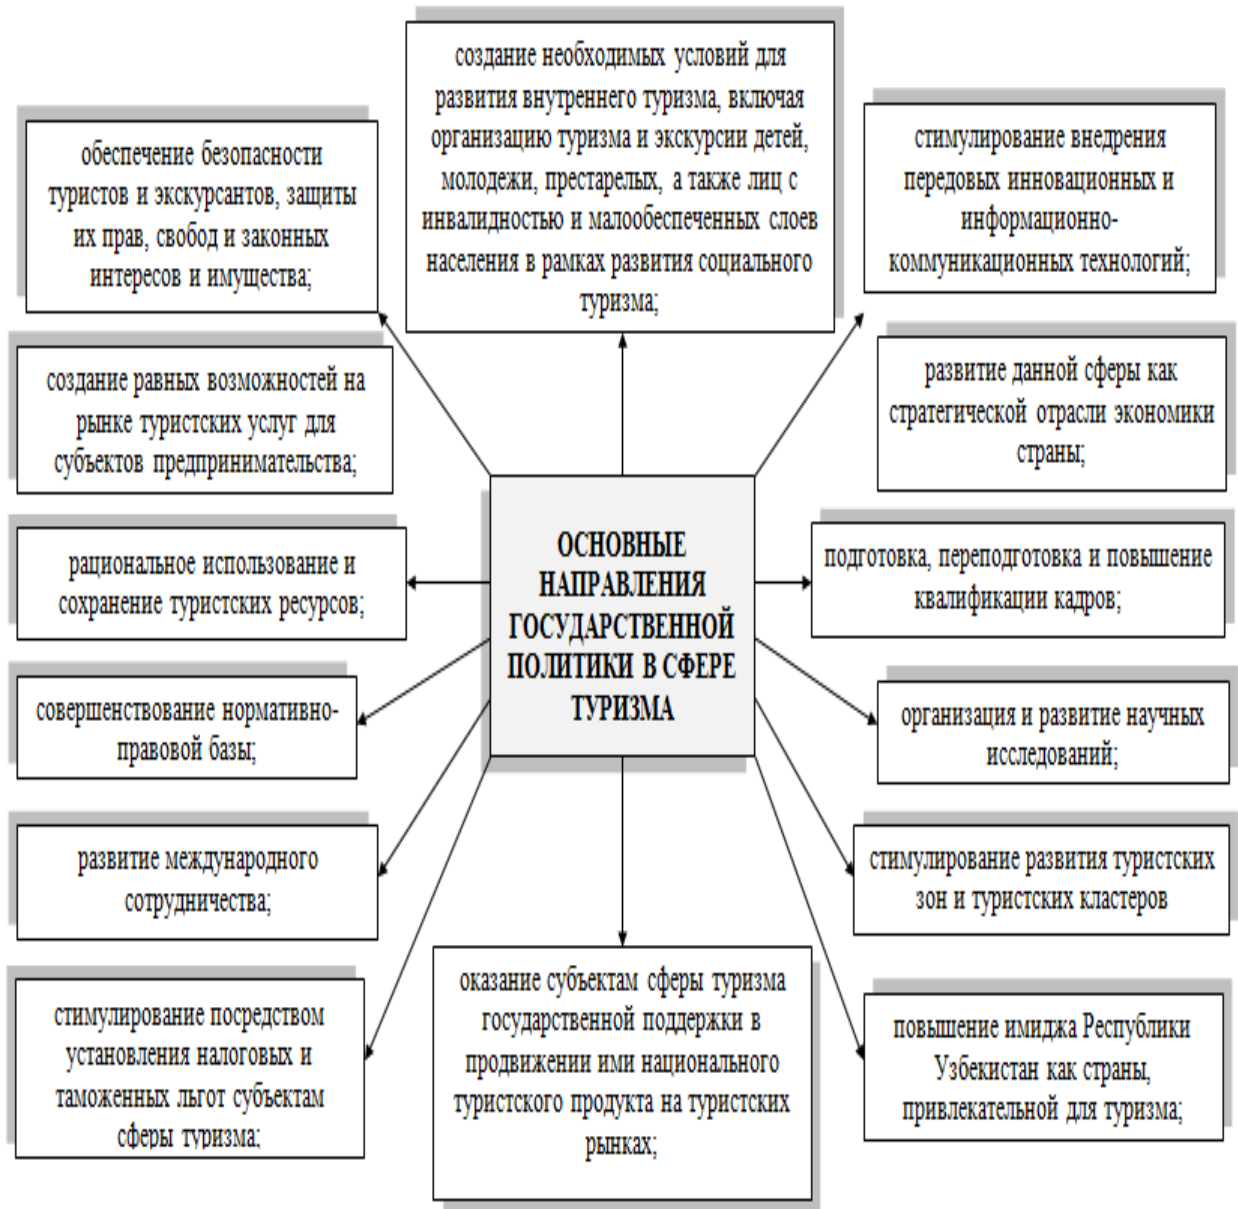 создание необходимых условий для
развития внутреннего туризма, включая
организацию туризма и экскурсии детей,
молодежи, престарелых, а также лиц с
инвалидностью и малообеспеченных слоев
населения в рамках развития социального
туризма;
обеспечение безопасности
туристов и экскурсантов, защиты
их прав, свобод и законных
интересов и имущества;
стимулирование внедрения
передовых инновационных и
информационно-
коммуникационных технологий;
создание равных возможностей на
рынке туристских услуг для
субъектов предпринимательства;
развитие данной сферы как
стратегической отрасли экономики
страны;
ОСНОВНЫЕ
НАПРАВЛЕНИЯ
ГОСУДАРСТВЕННОЙ
ПОЛИТИКИ В СФЕРЕ
ТУРИЗМА
рациональное использование и
сохранение туристских ресурсов;
подготовка, переподготовка и повышение
квалификации кадров;
совершенствование нормативно-
правовой базы;
организация и развитие научных
исследований;
развитие международного
сотрудничества;
стимулирование развития туристских
зон и туристских кластеров
стимулирование посредством
установления налоговых и
таможенных льгот субъектам
сферы туризма;
оказание субъектам сферы туризма
государственной поддержки в
продвижении ими национального
туристского продукта на туристских
рынках;
повышение имиджа Республики
Узбекистан как страны,
привлекательной для туризма;